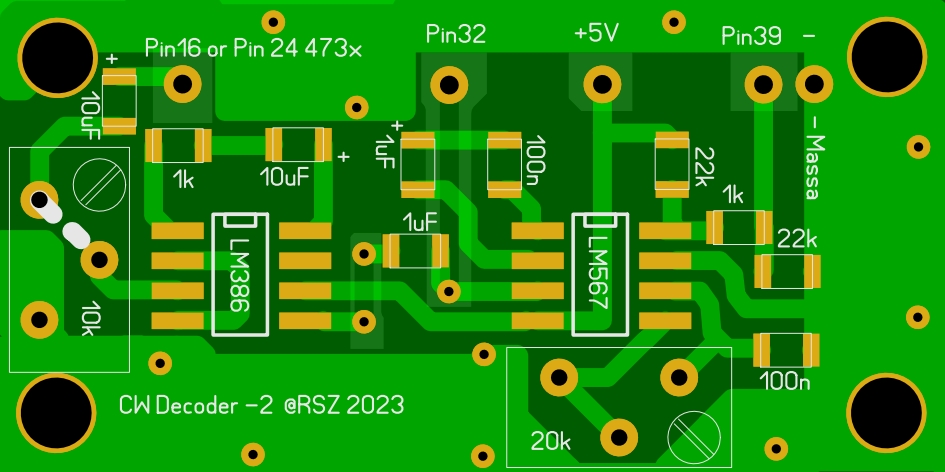 Pin32
+5V
Pin39 -
Pin16 or Pin 24 473x
+
10uF
1k
10uF
+
+
1uF
100n
22k
- Massa
1k
1uF
22k
LM386
LM567
10k
100n
CW Decoder -2 @RSZ 2023
20k